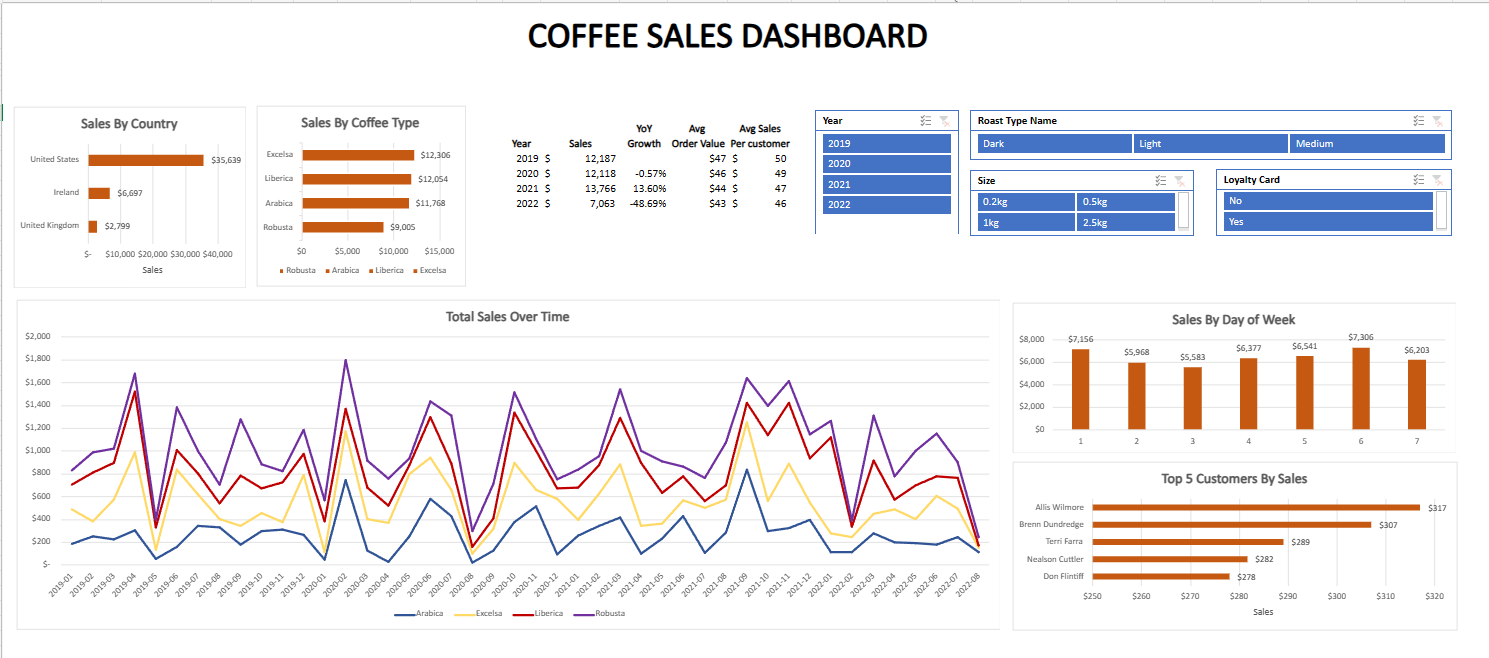 COFFEE SALES DASHBOARD
Sales By Country
United States $35,639
Ireland $6,697
United Kingdom $2,799
$- $10,000 $20,000 $30,000 $40,000
Sales
Sales By Coffee Type
Excelsa $12,306
Liberica $12,054
Arabica $11,768
Robusta $9,005
$0 $5,000 $10,000 $15,000
Robusta Arabica Liberica Excelsa
YoY Avg Avg Sales
Year Sales Growth Order Value Per customer
2019 $ 12,187 $47 $ 50
2020 $ 12,118 -0.57% $46 $ 49
2021 $ 13,766 13.60% $44 $ 47
2022 $ 7,063 -48.69% $43 $ 46
Year
2019
2020
2021
2022
Roast Type Name
Dark Light Medium
Size
0.2kg 0.5kg
1kg 2.5kg
Loyalty Card
No
Yes
Total Sales Over Time
$2,000
$1,800
$1,600
$1,400
$1,200
$1,000
$800
$600
$400
$200
$-
2019-01 2019-02 2019-03 2019-04 2019-05 2019-06 2019-07 2019-08 2019-09 2019-10 2019-11 2019-12 2020-01 2020-02 2020-03 2020-04 2020-05 2020-06 2020-07 2020-08 2020-09 2020-10 2020-11 2020-12 2021-01 2021-02 2021-03 2021-04 2021-05 2021-06 2021-07 2021-08 2021-09 2021-10 2021-11 2021-12 2022-01 2022-02 2022-03 2022-04 2022-05 2022-06 2022-07 2022-08
Arabica Excelsa Liberica Robusta
Sales By Day of Week
$8,000
$6,000
$4,000
$2,000
$0
$7,156 $5,968 $5,583 $6,377 $6,541 $7,306 $6,203
1 2 3 4 5 6 7
Top 5 Customers By Sales
Allis Wilmore $317
Brenn Dundredge $307
Terri Farra $289
Nealson Cuttler $282
Don Flintiff $278
$250 $260 $270 $280 $290 $300 $310 $320
Sales